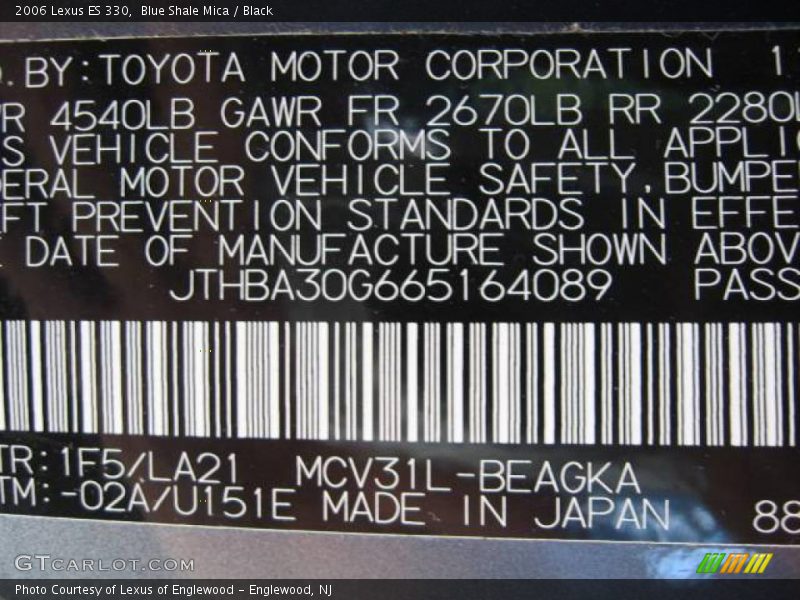 2006 Lexus ES 330, Blue Shale Mica / Black
.BY:TOYOTA MOTOR CORPORATION 1
4540LB GAWR FR 2670LB RR 2280L
S VEHICLE CONFORMS TO ALL APPLI
ERAL MOTOR VEHICLE SAFETY,BUMPE
FT PREVENTION STANDARDS IN EFFE
DATE OF MANUFACTURE SHOWN ABOV
JTHBA30G665164089 PASS
TR:1F5/LA21 MCV31L-BEAGKA
TM:-02A/U151E MADE IN JAPAN 88
GTCARLOT.COM
Photo Courtesy of Lexus of Englewood - Englewood, NJ